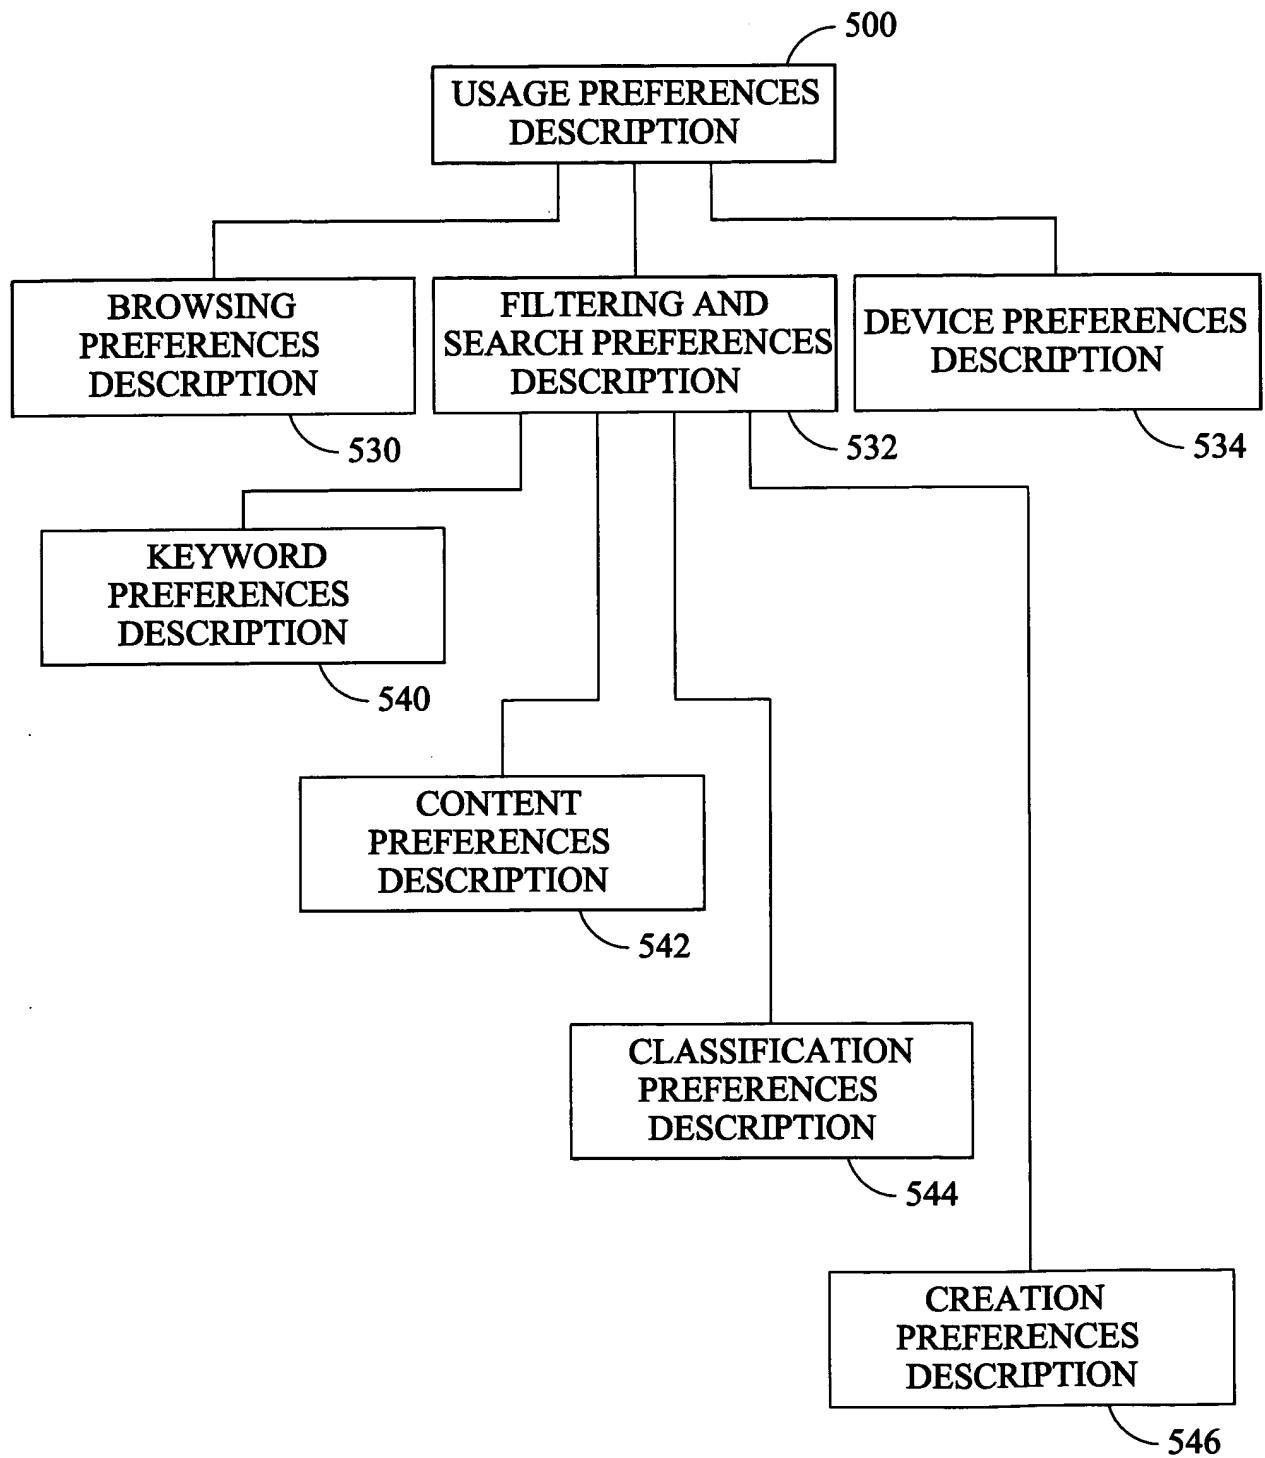 500
USAGE PREFERENCES
DESCRIPTION
BROWSING
PREFERENCES
DESCRIPTION
530
FILTERING AND
SEARCH PREFERENCES
DESCRIPTION
532
DEVICE PREFERENCES
DESCRIPTION
534
KEYWORD
PREFERENCES
DESCRIPTION
540
CONTENT
PREFERENCES
DESCRIPTION
542
CLASSIFICATION
PREFERENCES
DESCRIPTION
544
CREATION
PREFERENCES
DESCRIPTION
546